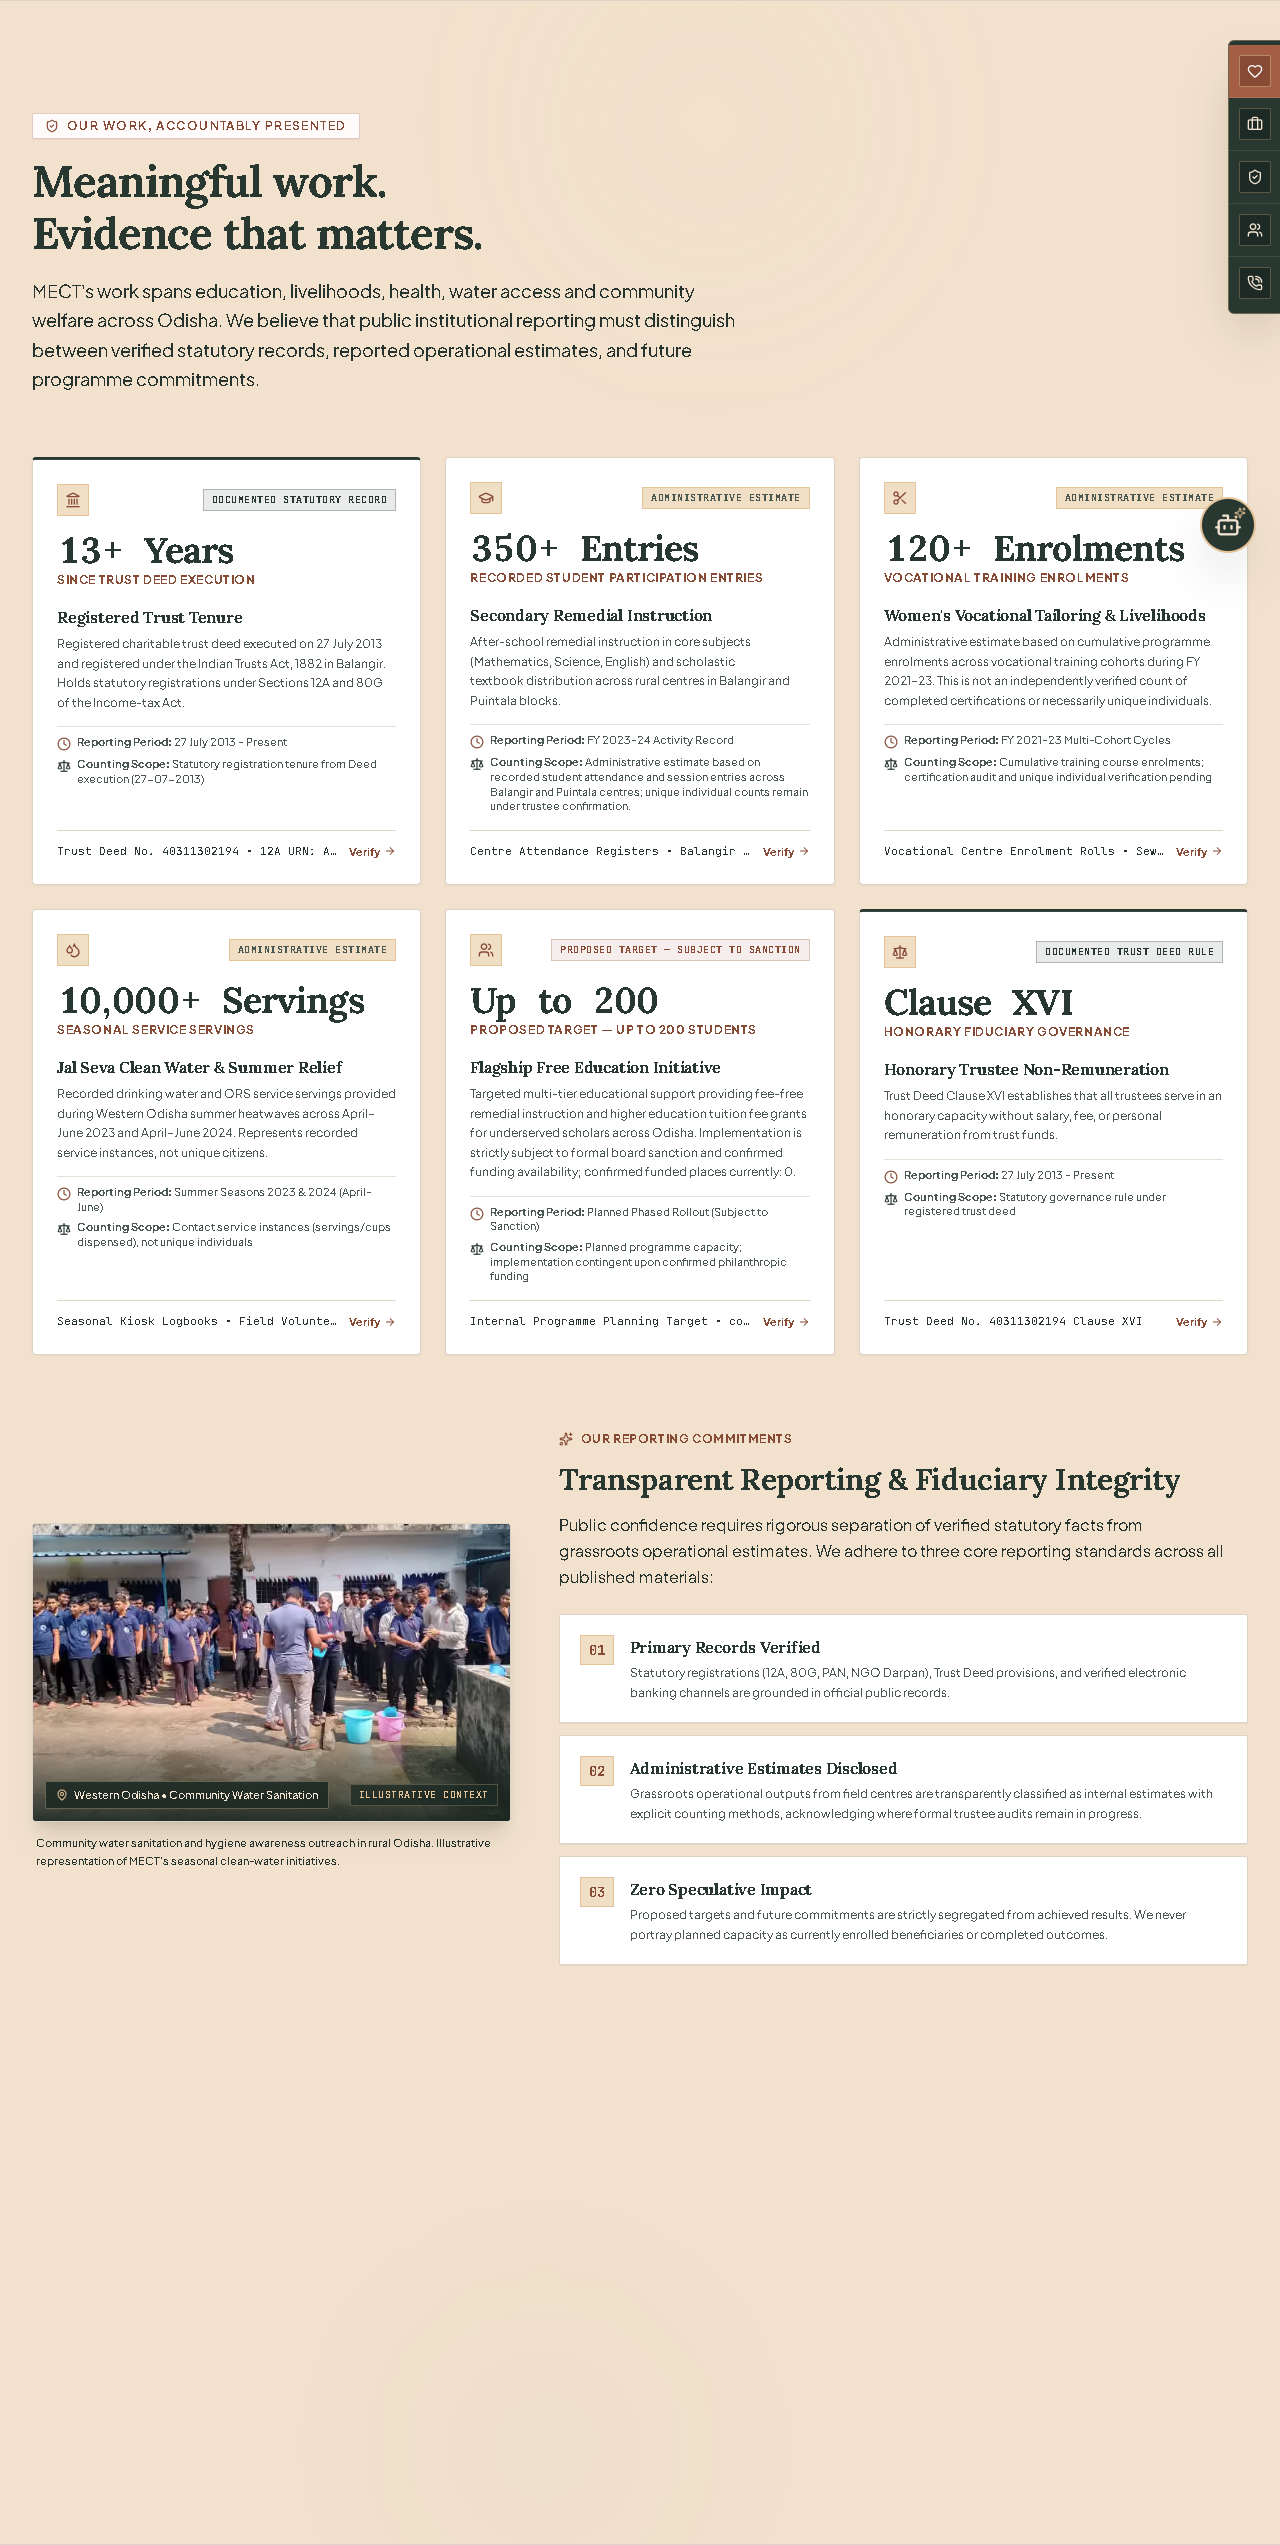 OUR WORK, ACCOUNTABLY PRESENTED
Meaningful work.
Evidence that matters.
MECT's work spans education, livelihoods, health, water access and community
welfare across Odisha. We believe that public institutional reporting must distinguish
between verified statutory records, reported operational estimates, and future
programme commitments.
DOCUMENTED STATUTORY RECORD
13+ Years
SINCE TRUST DEED EXECUTION
Registered Trust Tenure
Registered charitable trust deed executed on 27 July 2013
and registered under the Indian Trusts Act, 1882 in Balangir.
Holds statutory registrations under Sections 12A and 80G
of the Income-tax Act.
Reporting Period: 27 July 2013 - Present
Counting Scope: Statutory registration tenure from Deed
execution (27-07-2013)
Trust Deed No. 40311302194 • 12A URN: A…
Verify →
ADMINISTRATIVE ESTIMATE
350+ Entries
RECORDED STUDENT PARTICIPATION ENTRIES
Secondary Remedial Instruction
After-school remedial instruction in core subjects
(Mathematics, Science, English) and scholastic
textbook distribution across rural centres in Balangir and
Puintala blocks.
Reporting Period: FY 2023-24 Activity Record
Counting Scope: Administrative estimate based on
recorded student attendance and session entries across
Balangir and Puintala centres; unique individual counts remain
under trustee confirmation.
Centre Attendance Registers • Balangir …
Verify →
ADMINISTRATIVE ESTIMATE
120+ Enrolments
VOCATIONAL TRAINING ENROLMENTS
Women's Vocational Tailoring & Livelihoods
Administrative estimate based on cumulative programme
enrolments across vocational training cohorts during FY
2021-23. This is not an independently verified count of
completed certifications or necessarily unique individuals.
Reporting Period: FY 2021-23 Multi-Cohort Cycles
Counting Scope: Cumulative training course enrolments;
certification audit and unique individual verification pending
Vocational Centre Enrolment Rolls • Sew…
Verify →
ADMINISTRATIVE ESTIMATE
10,000+ Servings
SEASONAL SERVICE SERVINGS
Jal Seva Clean Water & Summer Relief
Recorded drinking water and ORS service servings provided
during Western Odisha summer heatwaves across April-
June 2023 and April-June 2024. Represents recorded
service instances, not unique citizens.
Reporting Period: Summer Seasons 2023 & 2024 (April-
June)
Counting Scope: Contact service instances (servings/cups
dispensed), not unique individuals
Seasonal Kiosk Logbooks • Field Volunte…
Verify →
PROPOSED TARGET — SUBJECT TO SANCTION
Up to 200
PROPOSED TARGET — UP TO 200 STUDENTS
Flagship Free Education Initiative
Targeted multi-tier educational support providing fee-free
remedial instruction and higher education tuition fee grants
for underserved scholars across Odisha. Implementation is
strictly subject to formal board sanction and confirmed
funding availability; confirmed funded places currently: 0.
Reporting Period: Planned Phased Rollout (Subject to
Sanction)
Counting Scope: Planned programme capacity;
implementation contingent upon confirmed philanthropic
funding
Internal Programme Planning Target • co…
Verify →
DOCUMENTED TRUST DEED RULE
Clause XVI
HONORARY FIDUCIARY GOVERNANCE
Honorary Trustee Non-Remuneration
Trust Deed Clause XVI establishes that all trustees serve in an
honorary capacity without salary, fee, or personal
remuneration from trust funds.
Reporting Period: 27 July 2013 - Present
Counting Scope: Statutory governance rule under
registered trust deed
Trust Deed No. 40311302194 Clause XVI
Verify →
Western Odisha • Community Water Sanitation
ILLUSTRATIVE CONTEXT
Community water sanitation and hygiene awareness outreach in rural Odisha. Illustrative
representation of MECT's seasonal clean-water initiatives.
OUR REPORTING COMMITMENTS
Transparent Reporting & Fiduciary Integrity
Public confidence requires rigorous separation of verified statutory facts from
grassroots operational estimates. We adhere to three core reporting standards across all
published materials:
01
Primary Records Verified
Statutory registrations (12A, 80G, PAN, NGO Darpan), Trust Deed provisions, and verified electronic
banking channels are grounded in official public records.
02
Administrative Estimates Disclosed
Grassroots operational outputs from field centres are transparently classified as internal estimates with
explicit counting methods, acknowledging where formal trustee audits remain in progress.
03
Zero Speculative Impact
Proposed targets and future commitments are strictly segregated from achieved results. We never
portray planned capacity as currently enrolled beneficiaries or completed outcomes.